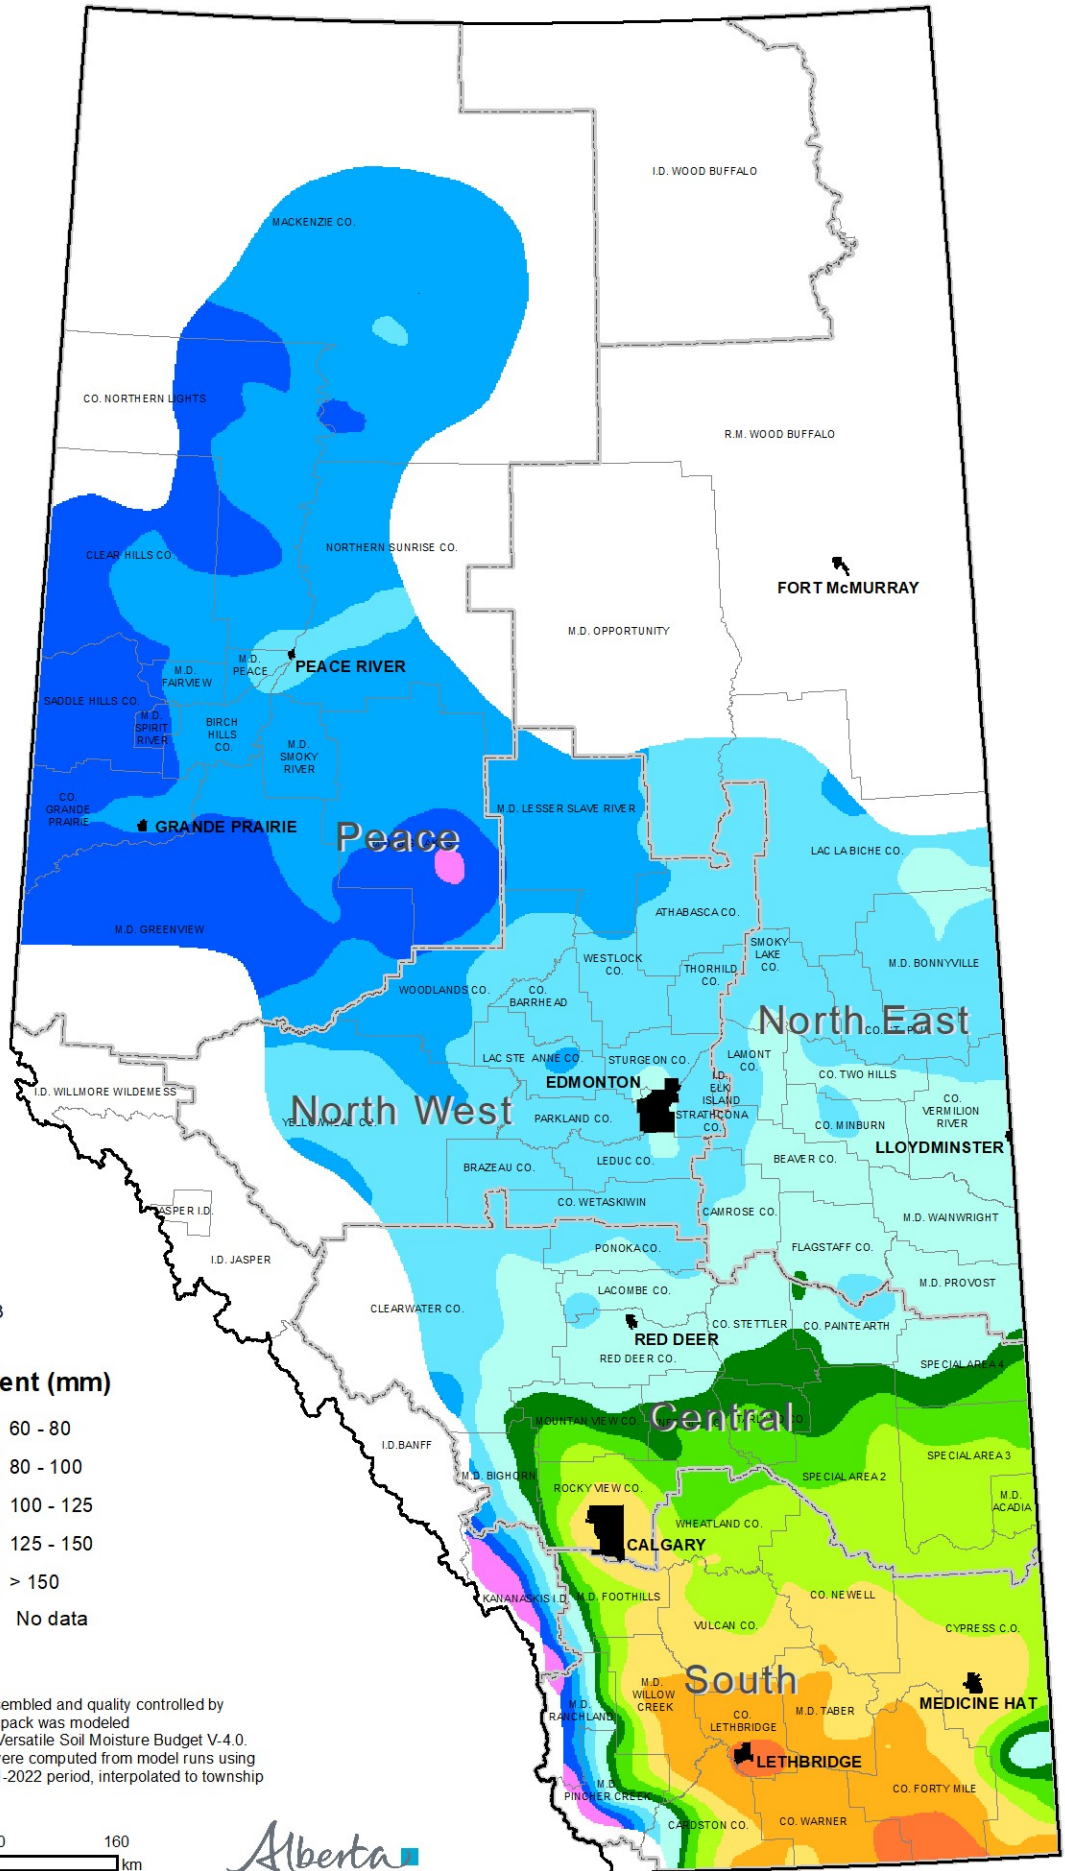 I.D. WOOD BUFFALO
MACKENZIE CO.
CO. NORTHERN LIGHTS
R.M. WOOD BUFFALO
CLEAR HILLS CO.
NORTHERN SUNRISE CO.
FORT McMURRAY
M.D. OPPORTUNITY
M.D.
PEACE
PEACE RIVER
M.D.
FAIRVIEW
SADDLE HILLS CO.
M.D.
SPIRIT
RIVER
BIRCH
HILLS
CO.
M.D.
SMOKY
RIVER
CO.
GRANDE
PRAIRIE
GRANDE PRAIRIE
M.D. LESSER SLAVE RIVER
Peace
LAC LA BICHE CO.
M.D. GREENVIEW
ATHABASCA CO.
SMOKY
LAKE
CO.
WESTLOCK
CO.
THORHILD
CO.
M.D. BONNYVILLE
WOODLANDS CO.
CO.
BARRHEAD
North East
LAC STE ANNE CO.
STURGEON CO.
LAMONT
CO.
CO. TWO HILLS
EDMONTON
I.D.
ELK
ISLAND
I.D. WILLMORE WILDERNESS
North West
PARKLAND CO.
STRATHCONA
CO.
CO. MINBURN
CO.
VERMILION
RIVER
LLOYDMINSTER
BRAZEAU CO.
LEDUC CO.
BEAVER CO.
CO. WETASKIWIN
JASPER I.D.
CAMROSE CO.
M.D. WAINWRIGHT
I.D. JASPER
PONOKA CO.
FLAGSTAFF CO.
M.D. PROVOST
LACOMBE CO.
CLEARWATER CO.
CO. STETTLER
CO. PAINTEARTH
RED DEER
RED DEER CO.
SPECIAL AREA 4
ent (mm)
60 - 80
80 - 100
100 - 125
125 - 150
> 150
No data
MOUNTAIN VIEW CO.
Central
I.D. BANFF
SPECIAL AREA 3
M.D. BIGHORN
SPECIAL AREA 2
ROCKY VIEW CO.
M.D.
ACADIA
WHEATLAND CO.
CALGARY
KANANASKIS I.D.
M.D. FOOTHILLS
CO. NEWELL
VULCAN CO.
CYPRESS C.O.
South
M.D.
WILLOW
CREEK
MEDICINE HAT
M.D.
RANCHLAND
CO.
LETHBRIDGE
M.D. TABER
LETHBRIDGE
M.D.
PINCHER CREEK
CO. FORTY MILE
CARDSTON CO.
CO. WARNER
sembled and quality controlled by
pack was modeled
Versatile Soil Moisture Budget V-4.0.
ere computed from model runs using
-2022 period, interpolated to township
0 160
km
Alberta